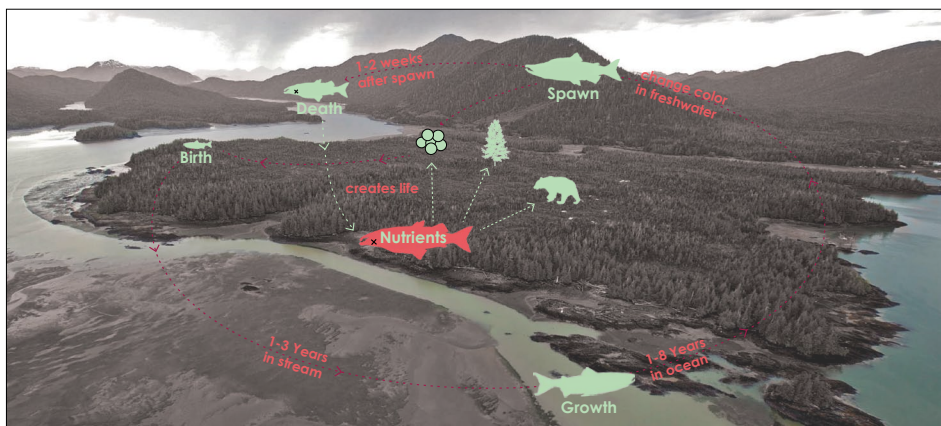 1-2 weeks
after spawn
Death
Spawn
change color
in freshwater
Birth
creates life
Nutrients
1-3 Years
in stream
1-8 Years
in ocean
Growth